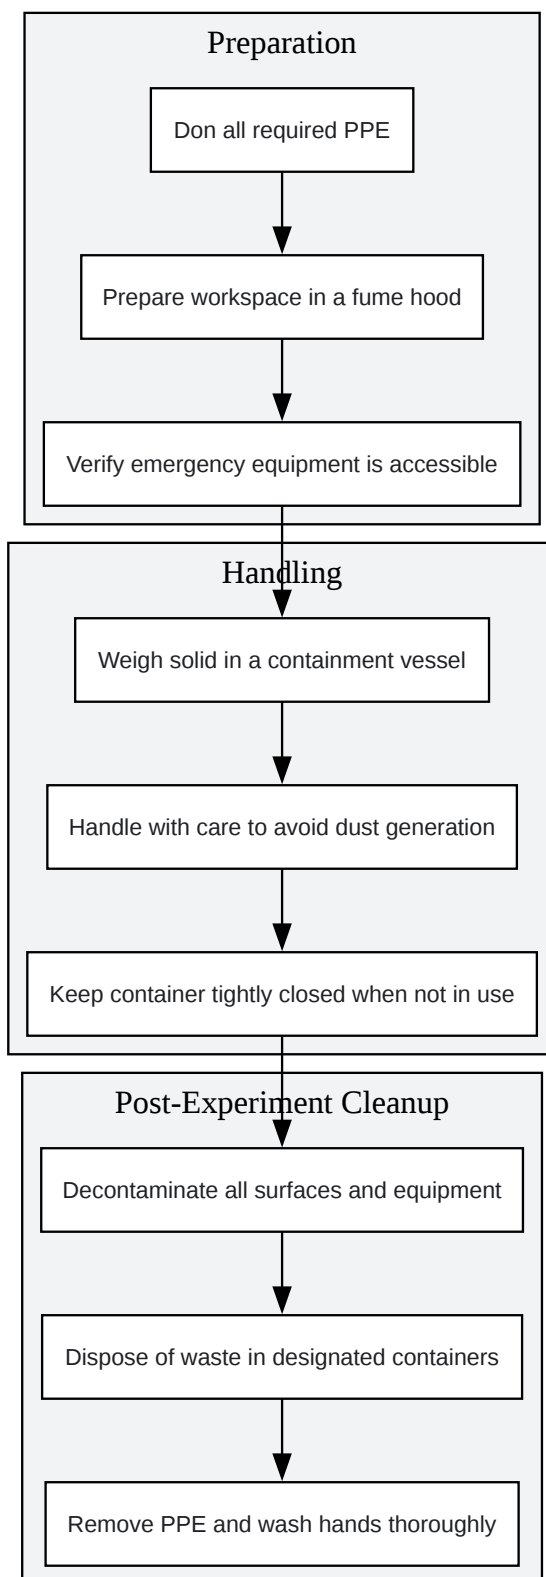 Preparation
Don all required PPE
Prepare workspace in a fume hood
Verify emergency equipment is accessible
Handling
Weigh solid in a containment vessel
Handle with care to avoid dust generation
Keep container tightly closed when not in use
Post-Experiment Cleanup
Decontaminate all surfaces and equipment
Dispose of waste in designated containers
Remove PPE and wash hands thoroughly